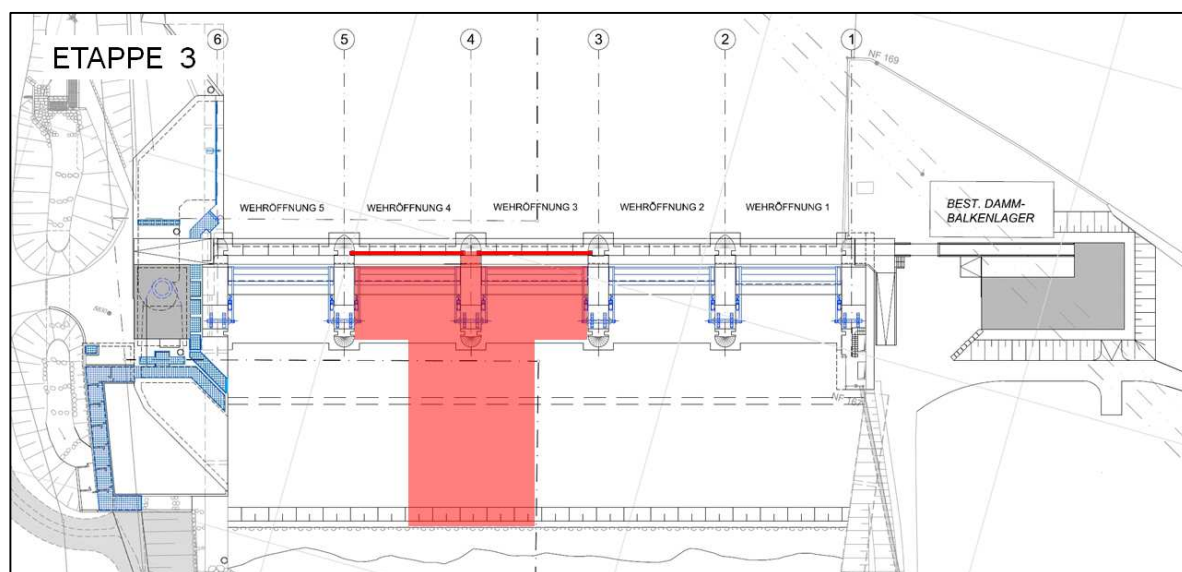 ETAPPE 3
6
5
4
3
2
1
NF 169
WEHRÖFFNUNG 5
WEHRÖFFNUNG 4
WEHRÖFFNUNG 3
WEHRÖFFNUNG 2
WEHRÖFFNUNG 1
BEST. DAMM-
BALKENLAGER